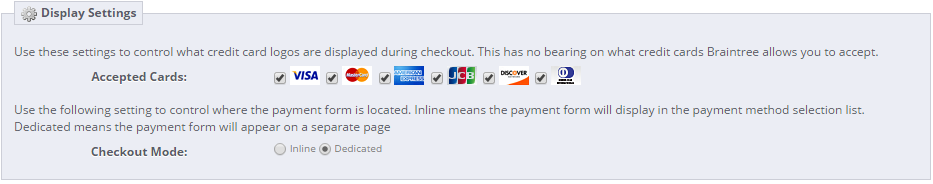 Display Settings
Use these settings to control what credit card logos are displayed during checkout. This has no bearing on what credit cards Braintree allows you to accept.
Accepted Cards: VISA MasterCard AMERICAN EXPRESS JCB DISCOVER
Use the following setting to control where the payment form is located. Inline means the payment form will display in the payment method selection list.
Dedicated means the payment form will appear on a separate page
Checkout Mode: Inline Dedicated